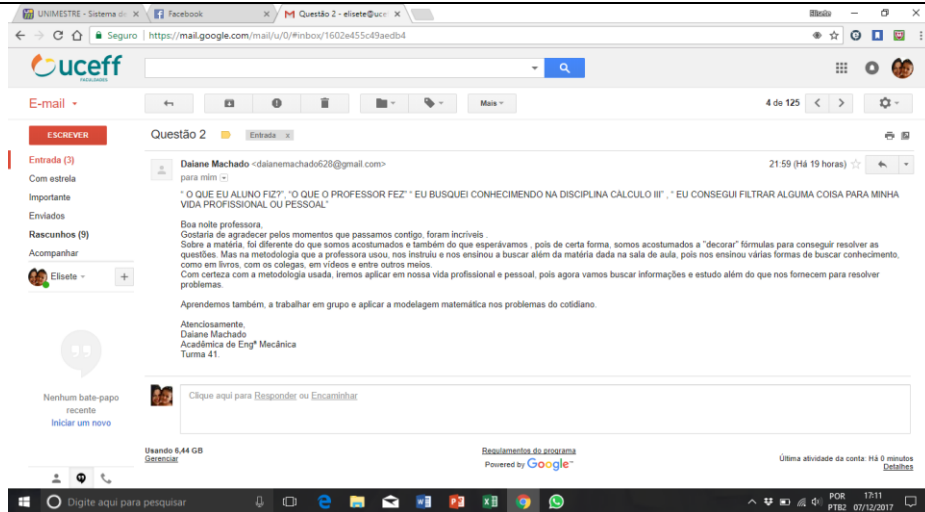 UNIMESTRE - Sistema de
Facebook
Questão 2 - elisete@ucef
Elisete
Seguro
https://mail.google.com/mail/u/0/#inbox/1602e455c49aedb4
uceff
FACULDADES
E-mail
Mais
4 de 125
ESCREVER
Questão 2
Entrada x
Entrada (3)
Com estrela
Importante
Enviados
Rascunhos (9)
Acompanhar
Elisete
Daiane Machado <daianemachado628@gmail.com>
21:59 (Há 19 horas)
para mim
" O QUE EU ALUNO FIZ?", "O QUE O PROFESSOR FEZ" " EU BUSQUEI CONHECIMENDO NA DISCIPLINA CÁLCULO III" , " EU CONSEGUI FILTRAR ALGUMA COISA PARA MINHA
VIDA PROFISSIONAL OU PESSOAL"
Boa noite professora,
Gostaria de agradecer pelos momentos que passamos contigo, foram incríveis .
Sobre a matéria, foi diferente do que somos acostumados e também do que esperávamos , pois de certa forma, somos acostumados a "decorar" fórmulas para conseguir resolver as
questões. Mas na metodologia que a professora usou, nos instruiu e nos ensinou a buscar além da matéria dada na sala de aula, pois nos ensinou várias formas de buscar conhecimento,
como em livros, com os colegas, em vídeos e entre outros meios.
Com certeza com a metodologia usada, iremos aplicar em nossa vida profissional e pessoal, pois agora vamos buscar informações e estudo além do que nos fornecem para resolver
problemas.
Aprendemos também, a trabalhar em grupo e aplicar a modelagem matemática nos problemas do cotidiano.
Atenciosamente,
Daiane Machado
Acadêmica de Engª Mecânica
Turma 41.
Nenhum bate-papo
recente
Iniciar um novo
Clique aqui para Responder ou Encaminhar
Usando 6,44 GB
Gerenciar
Regulamentos do programa
Powered by Google™
Última atividade da conta: Há 0 minutos
Detalhes
Digite aqui para pesquisar
POR
PTB2
17:11
07/12/2017